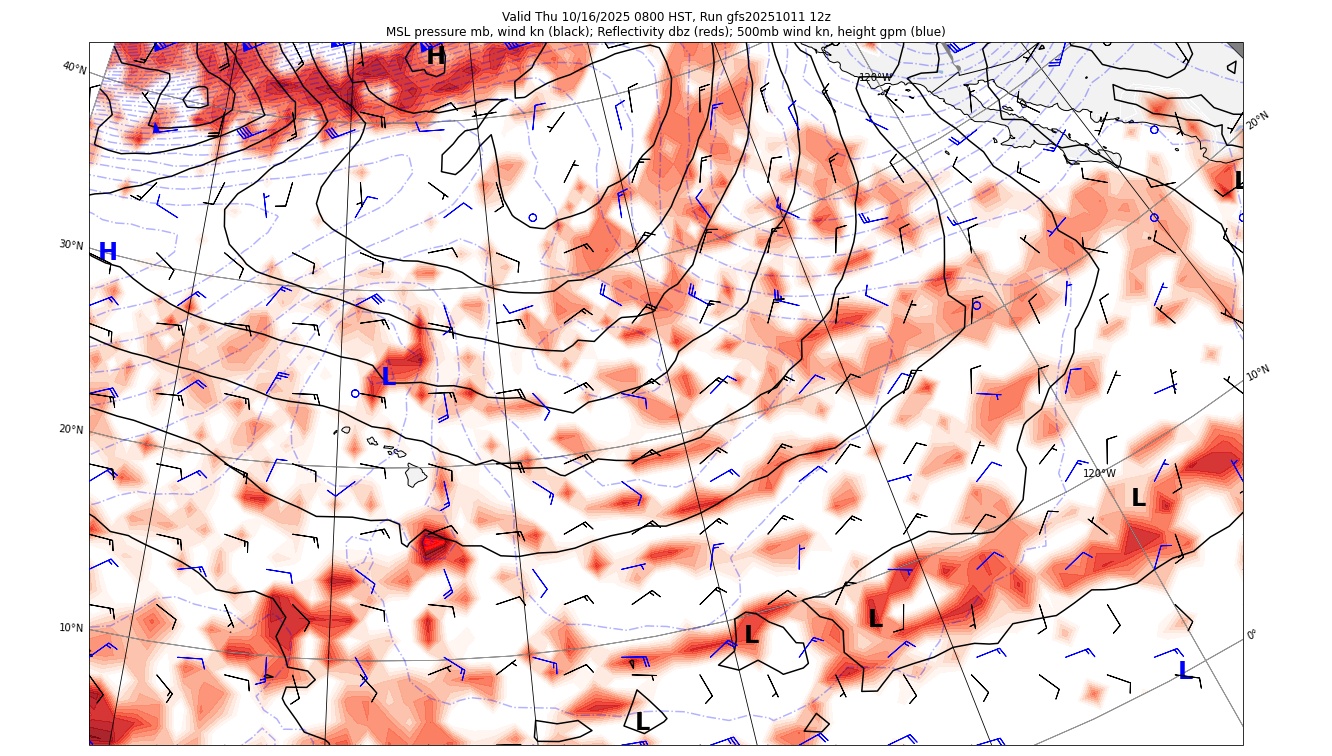 Valid Thu 10/16/2025 0800 HST, Run gfs20251011 12z
MSL pressure mb, wind kn (black); Reflectivity dbz (reds); 500mb wind kn, height gpm (blue)
H
40°N
120°W
20°N
L
30°N
H
L
10°N
20°N
120°W
L
10°N
L
L
0°
L
L